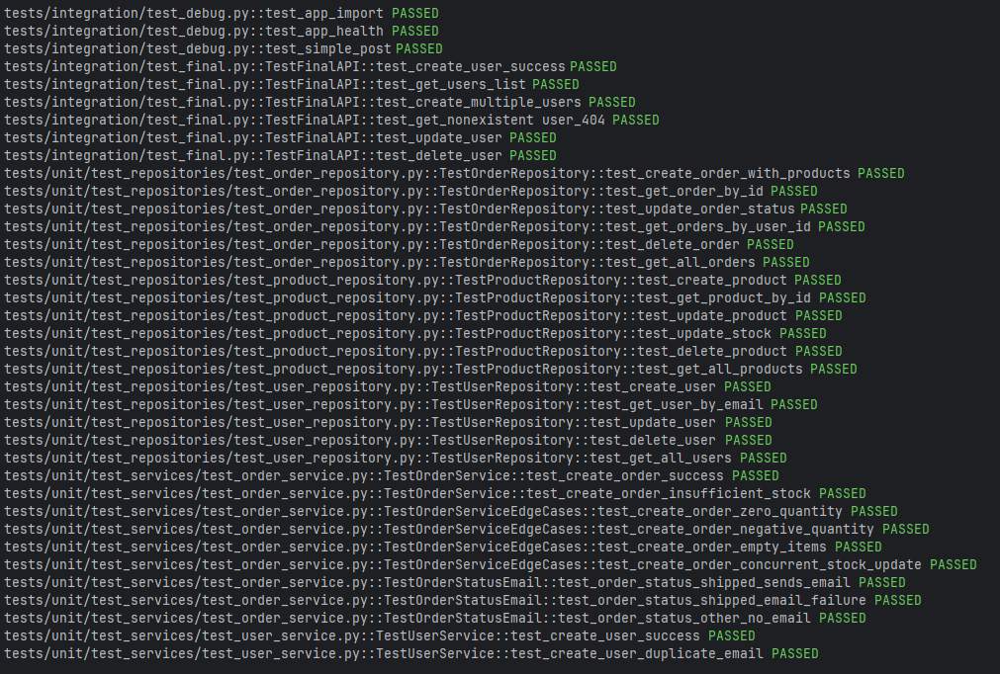 tests/integration/test_debug.py::test_app_import PASSED
tests/integration/test_debug.py::test_app_health PASSED
tests/integration/test_debug.py::test_simple_post PASSED
tests/integration/test_final.py::TestFinalAPI::test_create_user_success PASSED
tests/integration/test_final.py::TestFinalAPI::test_get_users_list PASSED
tests/integration/test_final.py::TestFinalAPI::test_create_multiple_users PASSED
tests/integration/test_final.py::TestFinalAPI::test_get_nonexistent user_404 PASSED
tests/integration/test_final.py::TestFinalAPI::test_update_user PASSED
tests/integration/test_final.py::TestFinalAPI::test_delete_user PASSED
tests/unit/test_repositories/test_order_repository.py::TestOrderRepository::test_create_order_with_products PASSED
tests/unit/test_repositories/test_order_repository.py::TestOrderRepository::test_get_order_by_id PASSED
tests/unit/test_repositories/test_order_repository.py::TestOrderRepository::test_update_order_status PASSED
tests/unit/test_repositories/test_order_repository.py::TestOrderRepository::test_get_orders_by_user_id PASSED
tests/unit/test_repositories/test_order_repository.py::TestOrderRepository::test_delete_order PASSED
tests/unit/test_repositories/test_order_repository.py::TestOrderRepository::test_get_all_orders PASSED
tests/unit/test_repositories/test_product_repository.py::TestProductRepository::test_create_product PASSED
tests/unit/test_repositories/test_product_repository.py::TestProductRepository::test_get_product_by_id PASSED
tests/unit/test_repositories/test_product_repository.py::TestProductRepository::test_update_product PASSED
tests/unit/test_repositories/test_product_repository.py::TestProductRepository::test_update_stock PASSED
tests/unit/test_repositories/test_product_repository.py::TestProductRepository::test_delete_product PASSED
tests/unit/test_repositories/test_product_repository.py::TestProductRepository::test_get_all_products PASSED
tests/unit/test_repositories/test_user_repository.py::TestUserRepository::test_create_user PASSED
tests/unit/test_repositories/test_user_repository.py::TestUserRepository::test_get_user_by_email PASSED
tests/unit/test_repositories/test_user_repository.py::TestUserRepository::test_update_user PASSED
tests/unit/test_repositories/test_user_repository.py::TestUserRepository::test_delete_user PASSED
tests/unit/test_repositories/test_user_repository.py::TestUserRepository::test_get_all_users PASSED
tests/unit/test_services/test_order_service.py::TestOrderService::test_create_order_success PASSED
tests/unit/test_services/test_order_service.py::TestOrderService::test_create_order_insufficient_stock PASSED
tests/unit/test_services/test_order_service.py::TestOrderServiceEdgeCases::test_create_order_zero_quantity PASSED
tests/unit/test_services/test_order_service.py::TestOrderServiceEdgeCases::test_create_order_negative_quantity PASSED
tests/unit/test_services/test_order_service.py::TestOrderServiceEdgeCases::test_create_order_empty_items PASSED
tests/unit/test_services/test_order_service.py::TestOrderServiceEdgeCases::test_create_order_concurrent_stock_update PASSED
tests/unit/test_services/test_order_service.py::TestOrderStatusEmail::test_order_status_shipped_sends_email PASSED
tests/unit/test_services/test_order_service.py::TestOrderStatusEmail::test_order_status_shipped_email_failure PASSED
tests/unit/test_services/test_order_service.py::TestOrderStatusEmail::test_order_status_other_no_email PASSED
tests/unit/test_services/test_user_service.py::TestUserService::test_create_user_success PASSED
tests/unit/test_services/test_user_service.py::TestUserService::test_create_user_duplicate_email PASSED